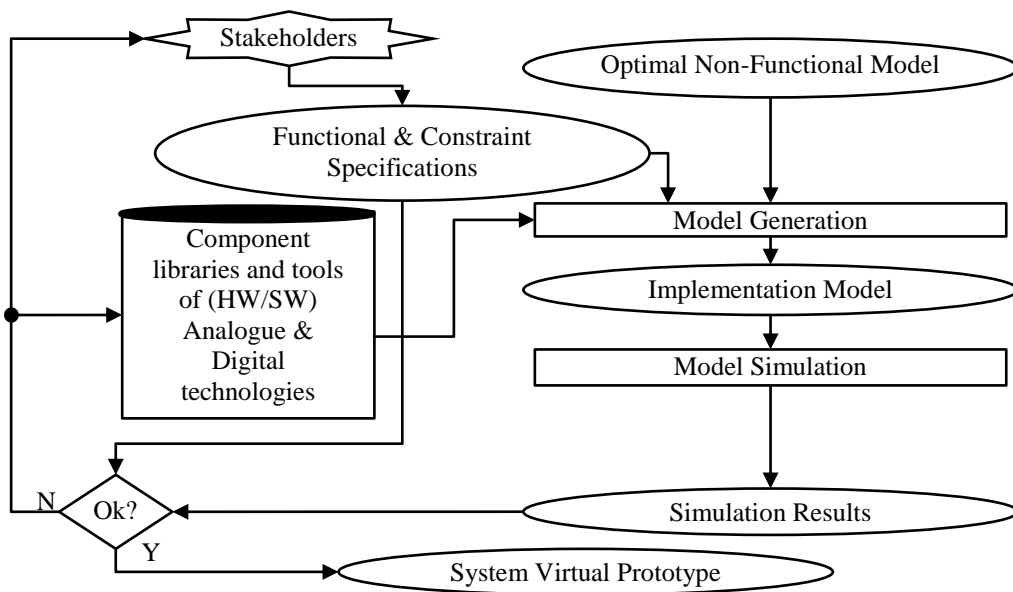 Stakeholders
Optimal Non-Functional Model
Functional & Constraint
Specifications
Model Generation
Component
libraries and tools
of (HW/SW)
Analogue &
Digital
technologies
Implementation Model
Model Simulation
N
Ok?
Simulation Results
Y
System Virtual Prototype